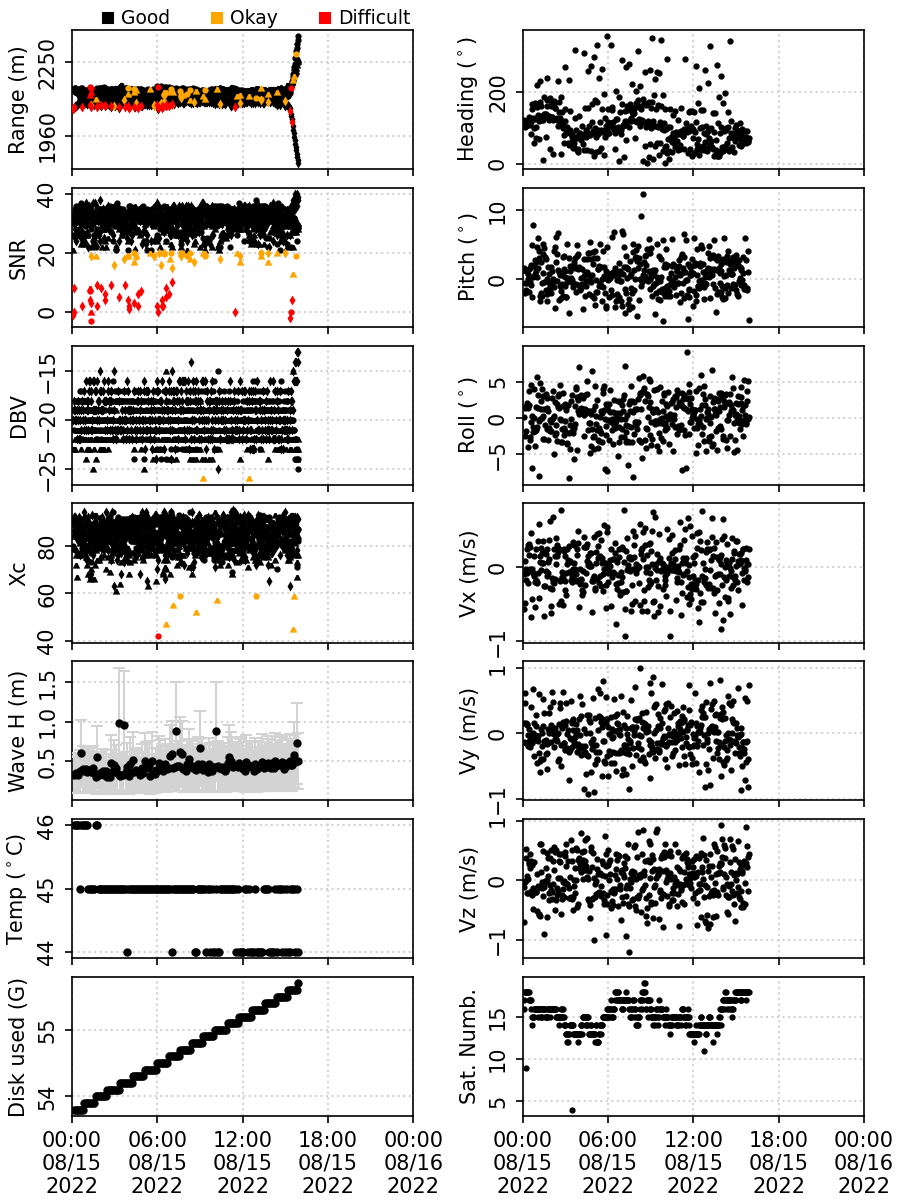 Good Okay Difficult
Range (m)
2250
1960
Heading (°)
200
0
SNR
40
20
0
Pitch (°)
10
0
DBV
−15
−20
−25
Roll (°)
5
0
−5
Xc
80
60
40
Vx (m/s)
0
−1
Wave H (m)
1.5
1.0
0.5
Vy (m/s)
1
0
−1
Temp (°C)
46
45
44
Vz (m/s)
1
0
−1
Disk used (G)
55
54
Sat. Numb.
15
10
5
00:00 06:00 12:00 18:00 00:00
08/15 08/15 08/15 08/15 08/16
2022 2022 2022 2022 2022
00:00 06:00 12:00 18:00 00:00
08/15 08/15 08/15 08/15 08/16
2022 2022 2022 2022 2022